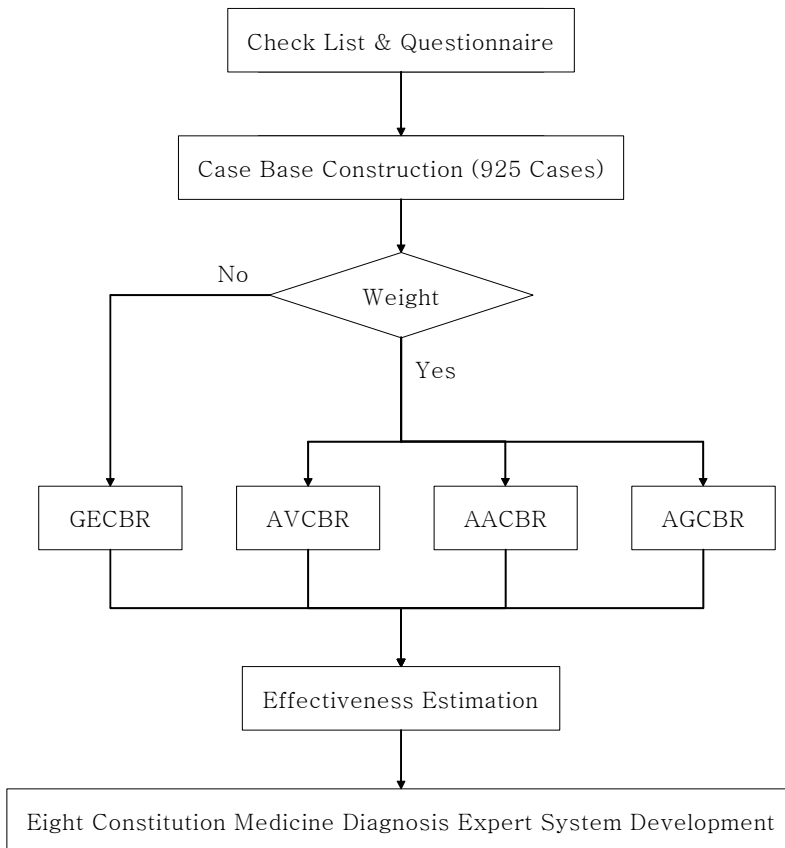 Check List & Questionnaire
Case Base Construction (925 Cases)
Weight
No
Yes
GECBR
AVCBR
AACBR
AGCBR
Effectiveness Estimation
Eight Constitution Medicine Diagnosis Expert System Development